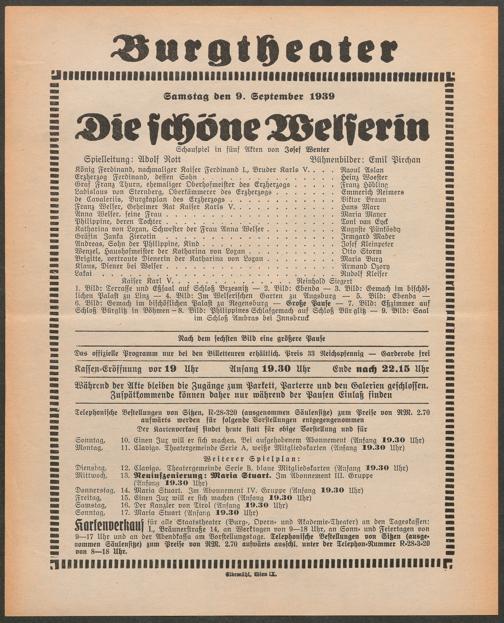 Burgtheater
Samstag den 9. September 1939
Die schöne Welserin
Schauspiel in fünf Akten von Josef Wenter
Spielleitung: Adolf Rott Bühnenbilder: Emil Pirchan
König Ferdinand, nachmaliger Kaiser Ferdinand I., Bruder Karls V. . . . Raoul Aslan
Erzherzog Ferdinand, dessen Sohn . . . Heinz Woester
Graf Franz Thurn, ehemaliger Obersthofmeister des Erzherzogs . . . Franz Höbling
Ladislaus von Sternberg, Oberkämmerer des Erzherzogs . . . Emmerich Reimers
de Cavaleriis, Burgkaplan des Erzherzogs . . . Viktor Braun
Franz Welser, Geheimer Rat Kaiser Karls V. . . . Hans Marr
Anna Welser, seine Frau . . . Maria Mayer
Philippine, deren Tochter . . . Toni van Eyck
Katharina von Loxan, Schwester der Frau Anna Welser . . . Auguste Pünkösdy
Gräfin Zanka Zierotin . . . Irmgard Mader
Andreas, Sohn der Philippine, Kind . . . Josef Kleinpeter
Wenzel, Haushofmeister der Katharina von Loxan . . . Otto Storm
Brigitte, vertraute Dienerin der Katharina von Loxan . . . Maria Burg
Klaus, Diener bei Welser . . . Armand Ozory
Lakai . . . Rudolf Kleiser
Kaiser Karl V. . . . Reinhold Siegert
1. Bild: Terrasse und Eßsaal auf Schloß Brzesnitz — 2. Bild: Ebenda — 3. Bild: Gemach im bischöf-
lichen Palast zu Linz — 4. Bild: Im Welserischen Garten zu Augsburg — 5. Bild: Ebenda —
6. Bild: Gemach im bischöflichen Palast zu Regensburg — Große Pause — 7. Bild: Eßzimmer auf
Schloß Bürglitz in Böhmen — 8. Bild: Philippines Schlafgemach auf Schloß Bürglitz — 9. Bild: Saal
im Schloß Ambras bei Innsbruck
Nach dem sechsten Bild eine größere Pause
Das offizielle Programm nur bei den Billetteuren erhältlich. Preis 33 Reichspfennig — Garderobe frei
Kassen-Eröffnung vor 19 Uhr Anfang 19.30 Uhr Ende nach 22.15 Uhr
Während der Akte bleiben die Zugänge zum Parkett, Parterre und den Galerien geschlossen.
Zuspätkommende können daher nur während der Pausen Einlaß finden
Telephonische Bestellungen von Sitzen, R-28-320 (ausgenommen Säulensitze) zum Preise von RM. 2.70
aufwärts werden für folgende Vorstellungen entgegengenommen
Der Kartenverkauf findet heute statt für obige Vorstellung und für
Sonntag, 10. Einen Jux will er sich machen. Bei aufgehobenem Abonnement (Anfang 19.30 Uhr)
Montag, 11. Clavigo. Theatergemeinde Serie A, weiße Mitgliedskarten (Anfang 19.30 Uhr)
Weiterer Spielplan:
Dienstag, 12. Clavigo. Theatergemeinde Serie B, blaue Mitgliedskarten (Anfang 19.30 Uhr)
Mittwoch, 13. Neuinszenierung: Maria Stuart. Im Abonnement III. Gruppe
(Anfang 19.30 Uhr)
Donnerstag, 14. Maria Stuart. Im Abonnement IV. Gruppe (Anfang 19.30 Uhr)
Freitag, 15. Einen Jux will er sich machen (Anfang 19.30 Uhr)
Samstag, 16. Der Kanzler von Tirol (Anfang 19.30 Uhr)
Sonntag, 17. Maria Stuart (Anfang 19.30 Uhr)
Kartenverkauf für alle Staatstheater (Burg-, Opern- und Akademie-Theater) an den Tageskassen:
I., Bräunerstraße 14, an Werktagen von 9—18 Uhr, an Sonn- und Feiertagen von
9—17 Uhr und an der Abendkassa am Vorstellungstage. Telephonische Bestellungen von Sitzen (ausge-
nommen Säulensitze) zum Preise von RM. 2.70 aufwärts ausschl. unter der Telephon-Nummer R-28-3-20
von 8—18 Uhr.
Elbemühl, Wien IX.